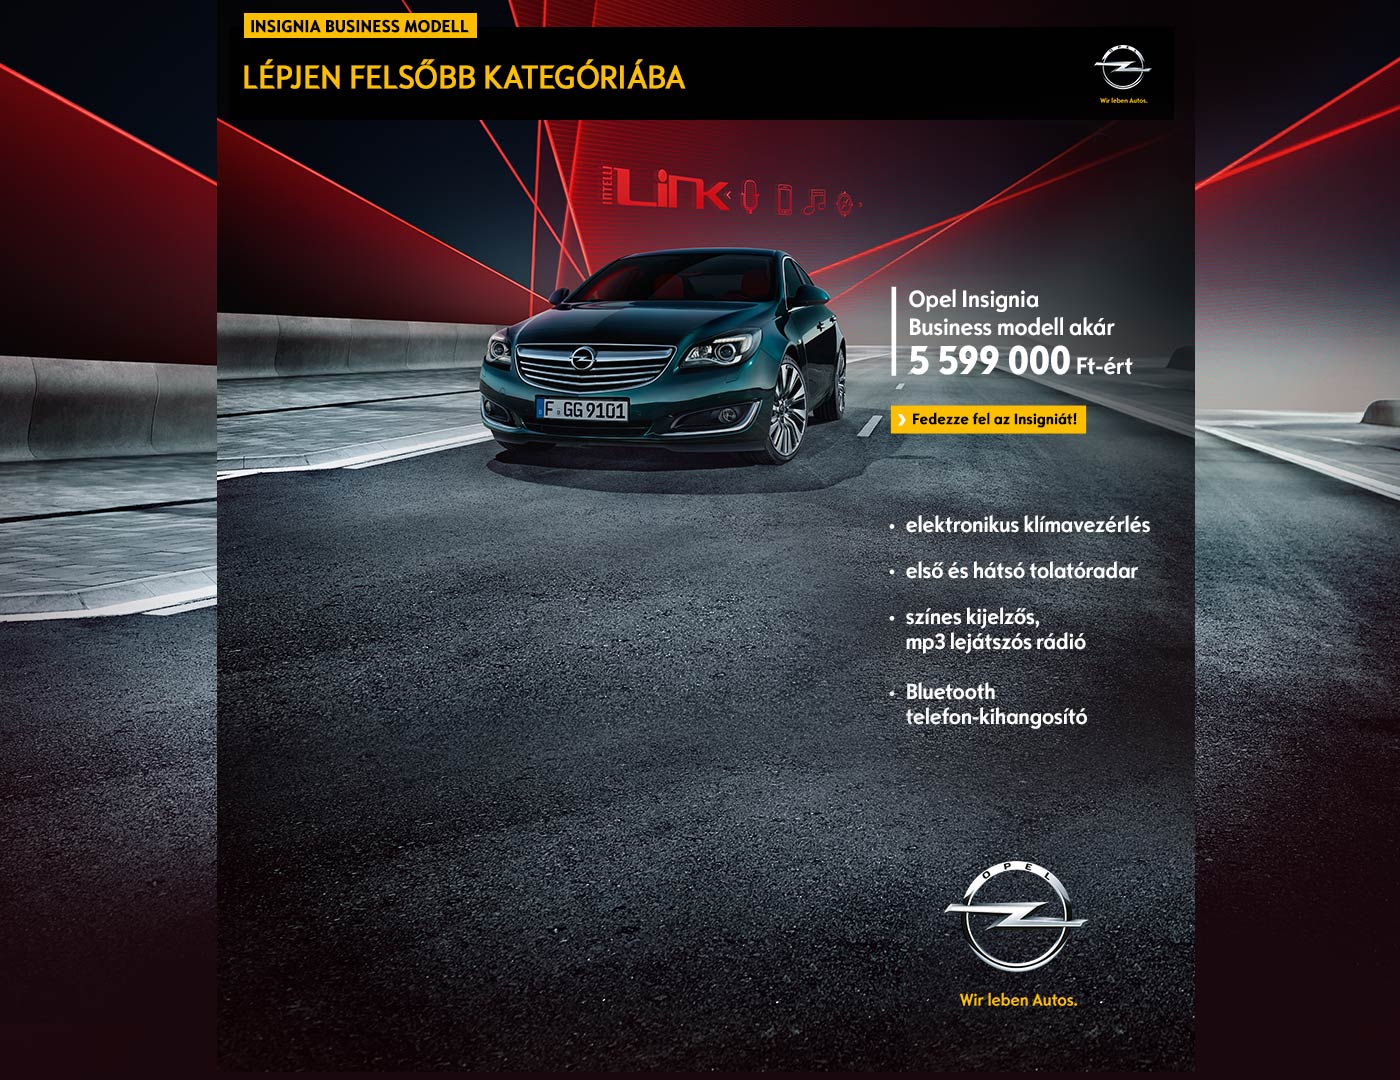 INSIGNIA BUSINESS MODELL
LÉPJEN FELSŐBB KATEGÓRIÁBA
OPEL
Wir leben Autos.
INTELLI
Link
Opel Insignia
Business modell akár
5 599 000 Ft-ért
Fedezze fel az Insigniát!
F GG 9101
• elektronikus klímavezérlés
• első és hátsó tolatóradar
• színes kijelzős,
mp3 lejátszós rádió
• Bluetooth
telefon-kihangosító
OPEL
Wir leben Autos.